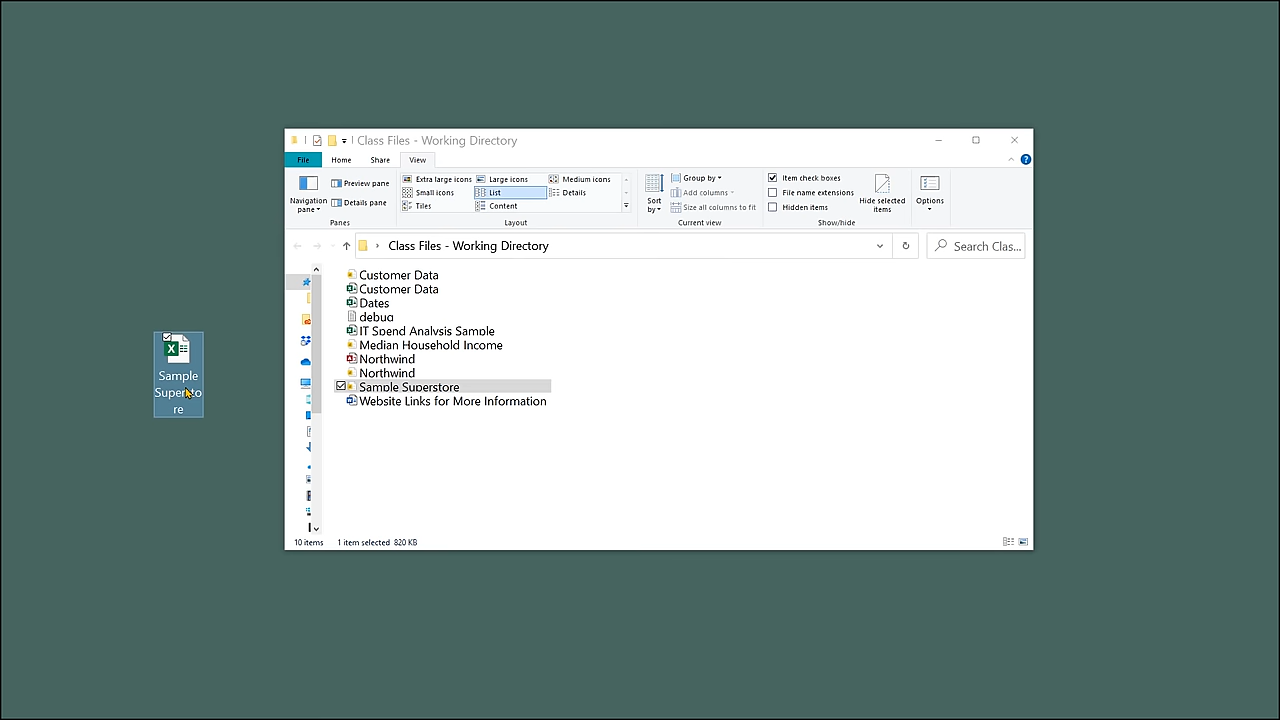 Class Files - Working Directory
File Home Share View
Navigation pane
Preview pane
Details pane
Panes
Extra large icons Large icons Medium icons
Small icons List Details
Tiles Content
Layout
Sort by
Group by
Add columns
Size all columns to fit
Current view
Item check boxes
File name extensions
Hidden items
Hide selected items
Show/hide
Options
Class Files - Working Directory
Search Clas...
Customer Data
Customer Data
Dates
debug
IT Spend Analysis Sample
Median Household Income
Northwind
Northwind
Sample Superstore
Website Links for More Information
10 items 1 item selected 820 KB
Sample
Supersto
re